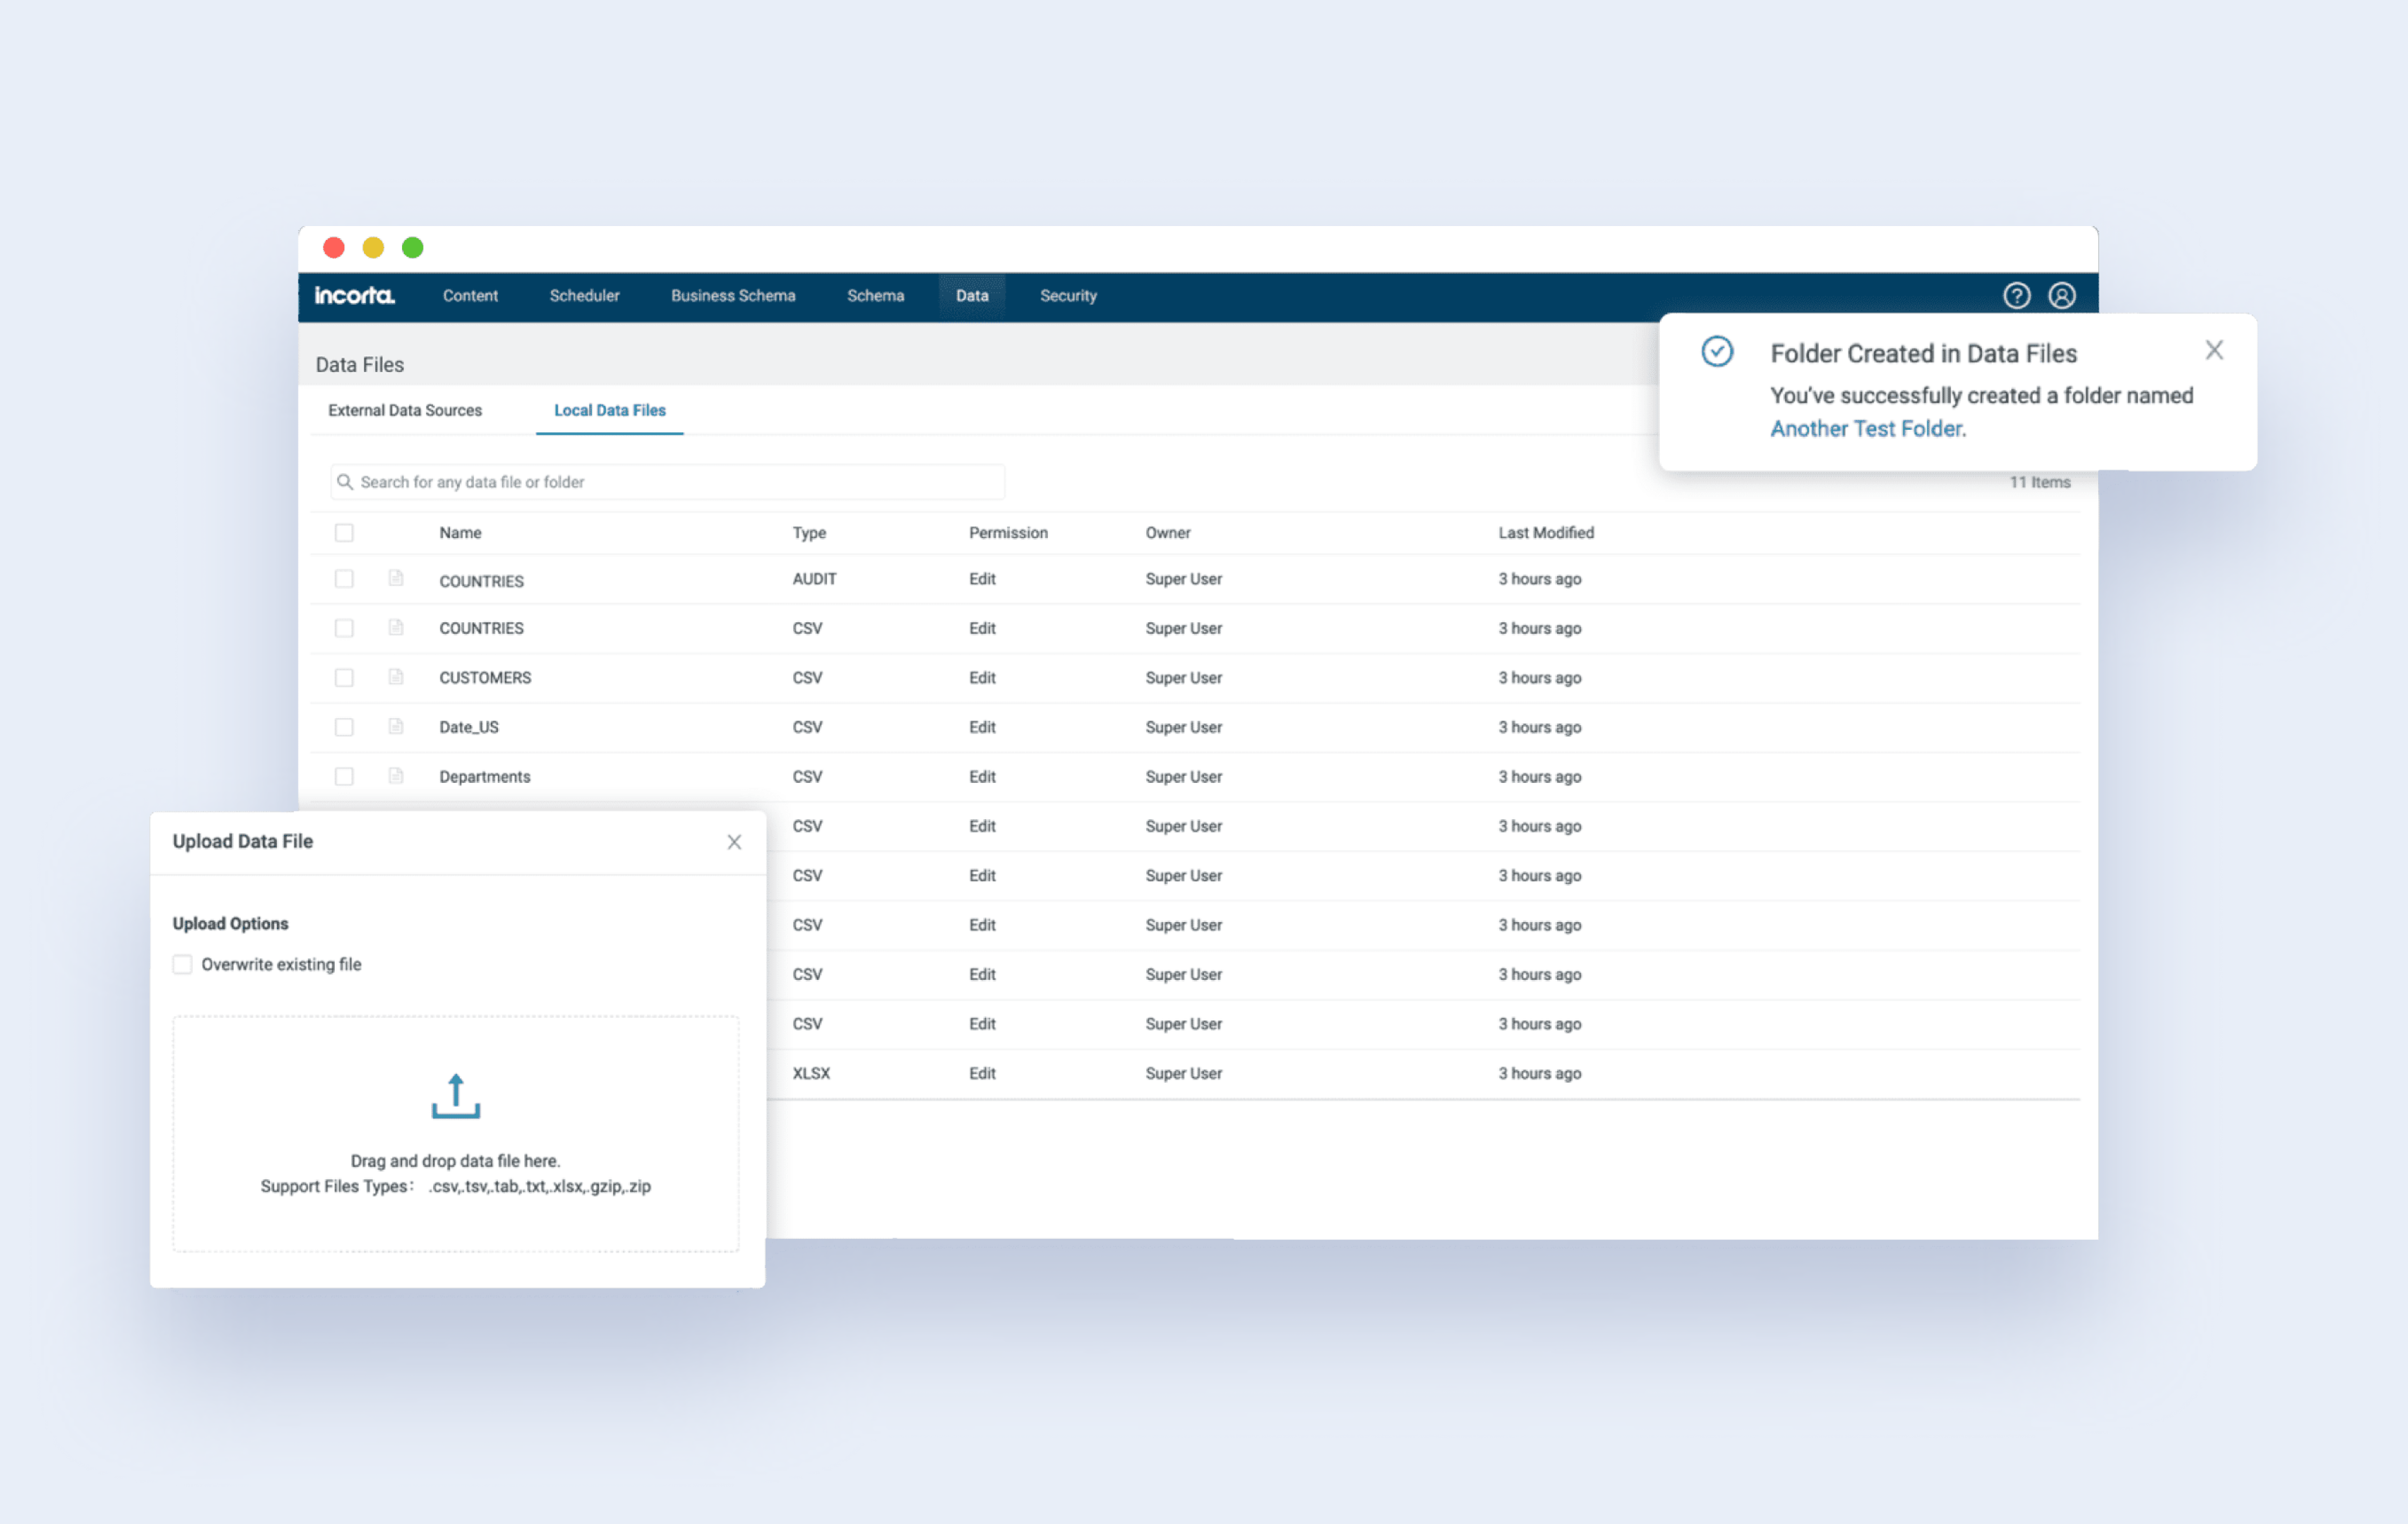 incorta. Content Scheduler Business Schema Schema Data Security
Data Files
Folder Created in Data Files
You've successfully created a folder named
Another Test Folder.
External Data Sources Local Data Files
Search for any data file or folder
11 Items
Name Type Permission Owner Last Modified
COUNTRIES AUDIT Edit Super User 3 hours ago
COUNTRIES CSV Edit Super User 3 hours ago
CUSTOMERS CSV Edit Super User 3 hours ago
Date_US CSV Edit Super User 3 hours ago
Departments CSV Edit Super User 3 hours ago
CSV Edit Super User 3 hours ago
CSV Edit Super User 3 hours ago
CSV Edit Super User 3 hours ago
CSV Edit Super User 3 hours ago
CSV Edit Super User 3 hours ago
XLSX Edit Super User 3 hours ago
Upload Data File
Upload Options
Overwrite existing file
Drag and drop data file here.
Support Files Types: .csv,.tsv,.tab,.txt,.xlsx,.gzip,.zip